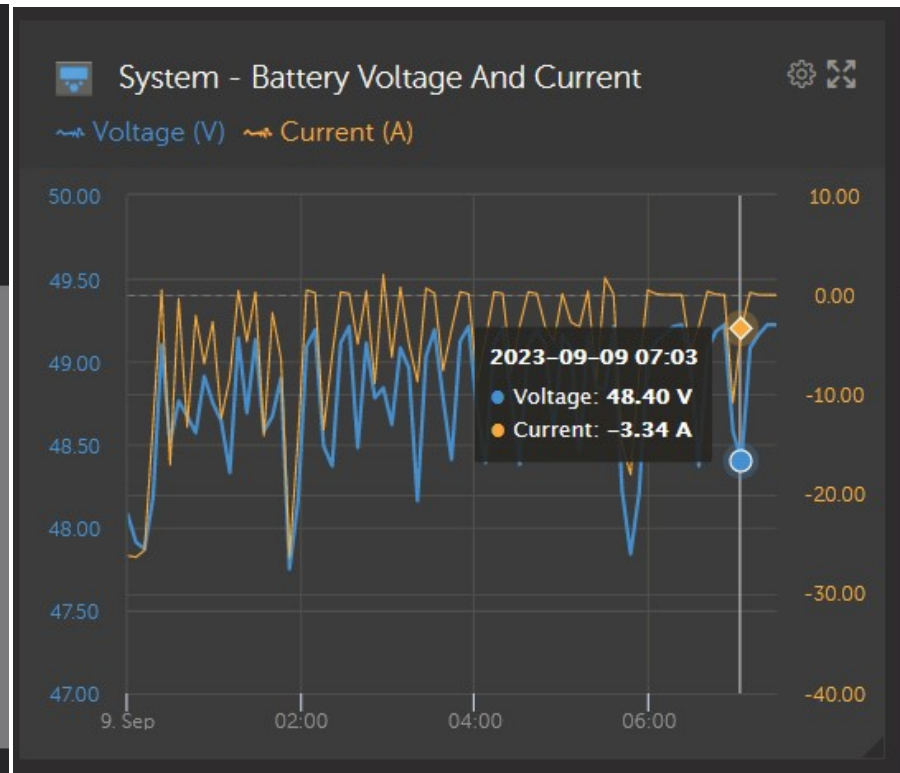 System - Battery Voltage And Current
Voltage (V) Current (A)
50.00 10.00
49.50 0.00
49.00 -10.00
48.50 -20.00
48.00 -30.00
47.50 -40.00
47.00
2023-09-09 07:03
Voltage: 48.40 V
Current: -3.34 A
9. Sep 02:00 04:00 06:00